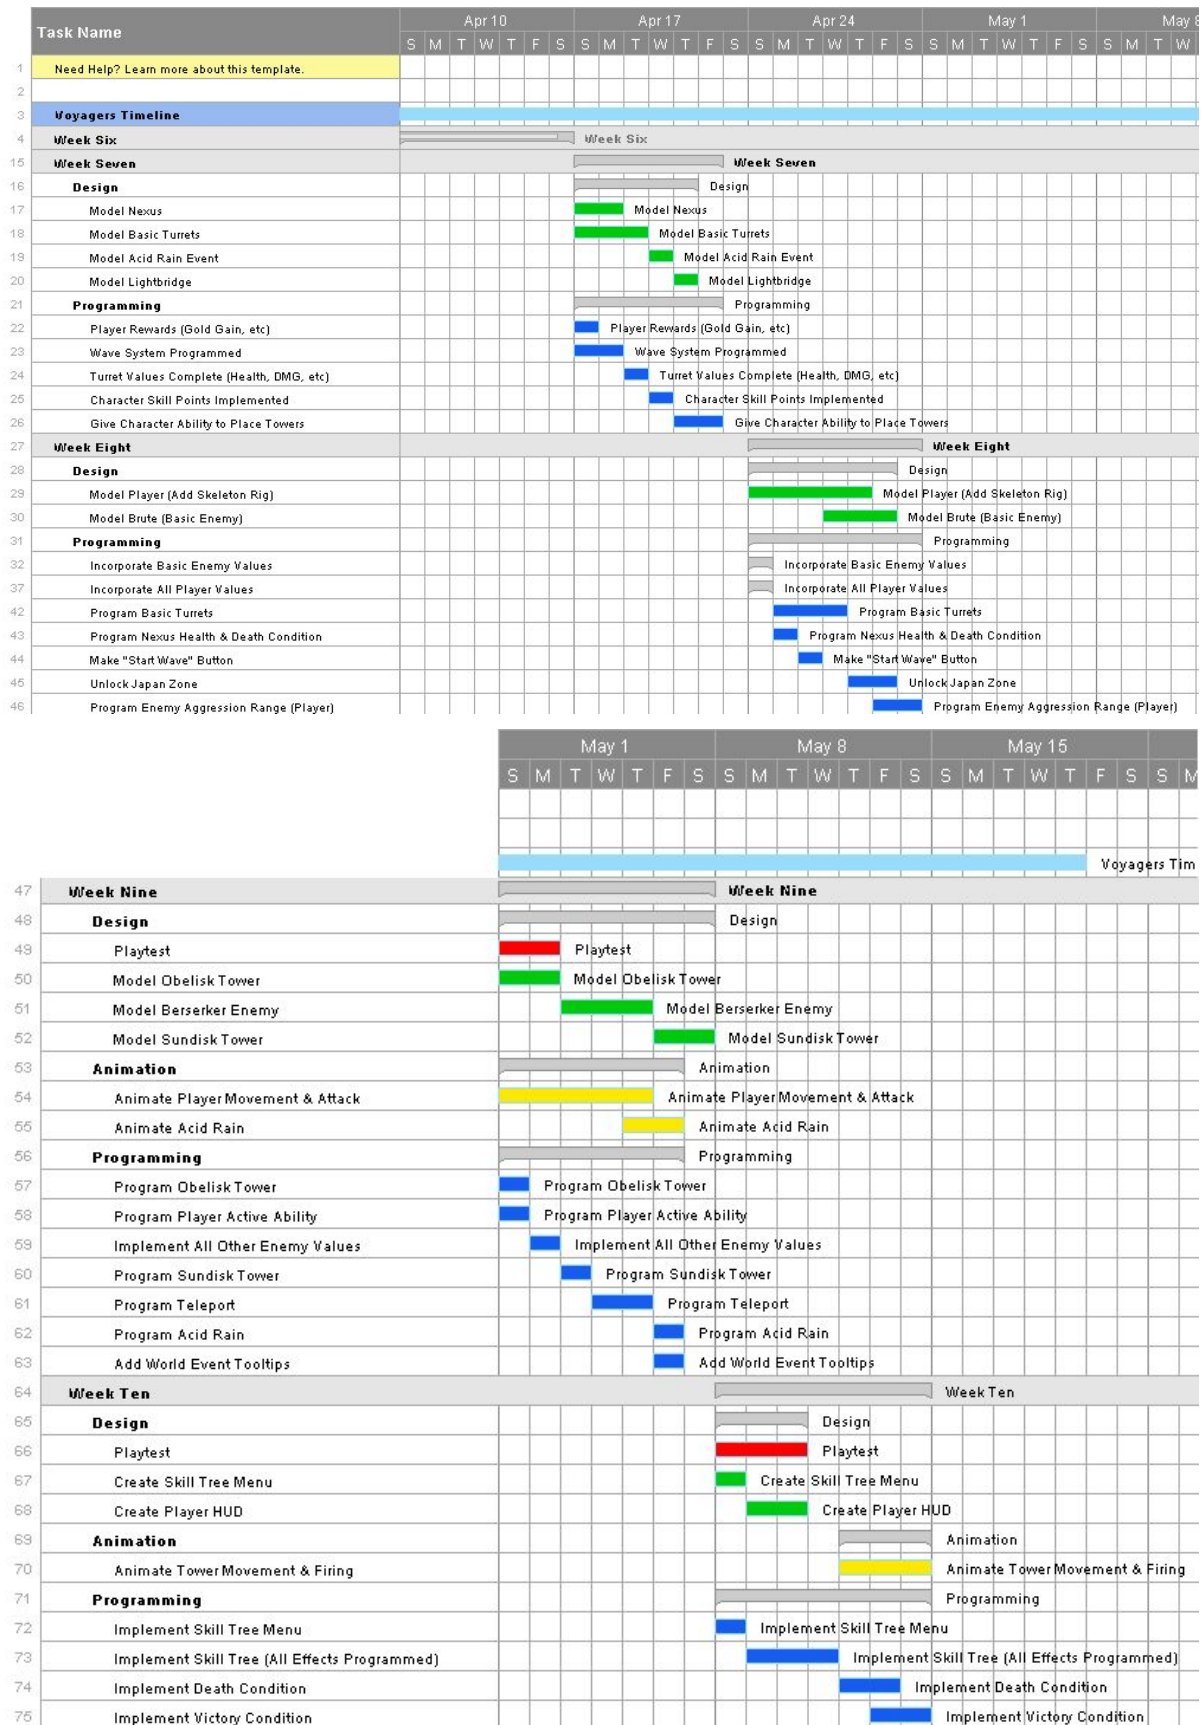 Task Name
Apr 10 Apr 17 Apr 24 May 1 May 8
S M T W T F S S M T W T F S S M T W T F S S M T W T F S S M T W
1 Need Help? Learn more about this template.
2
3 Voyagers Timeline
4 Week Six Week Six
15 Week Seven Week Seven
16 Design Design
17 Model Nexus Model Nexus
18 Model Basic Turrets Model Basic Turrets
19 Model Acid Rain Event Model Acid Rain Event
20 Model Lightbridge Model Lightbridge
21 Programming Programming
22 Player Rewards (Gold Gain, etc) Player Rewards (Gold Gain, etc)
23 Wave System Programmed Wave System Programmed
24 Turret Values Complete (Health, DMG, etc) Turret Values Complete (Health, DMG, etc)
25 Character Skill Points Implemented Character Skill Points Implemented
26 Give Character Ability to Place Towers Give Character Ability to Place Towers
27 Week Eight Week Eight
28 Design Design
29 Model Player (Add Skeleton Rig) Model Player (Add Skeleton Rig)
30 Model Brute (Basic Enemy) Model Brute (Basic Enemy)
31 Programming Programming
32 Incorporate Basic Enemy Values Incorporate Basic Enemy Values
37 Incorporate All Player Values Incorporate All Player Values
42 Program Basic Turrets Program Basic Turrets
43 Program Nexus Health & Death Condition Program Nexus Health & Death Condition
44 Make "Start Wave" Button Make "Start Wave" Button
45 Unlock Japan Zone Unlock Japan Zone
46 Program Enemy Aggression Range (Player) Program Enemy Aggression Range (Player)
May 1 May 8 May 15
S M T W T F S S M T W T F S S M T W T F S S M
Voyagers Tim
47 Week Nine Week Nine
48 Design Design
49 Playtest Playtest
50 Model Obelisk Tower Model Obelisk Tower
51 Model Berserker Enemy Model Berserker Enemy
52 Model Sundisk Tower Model Sundisk Tower
53 Animation Animation
54 Animate Player Movement & Attack Animate Player Movement & Attack
55 Animate Acid Rain Animate Acid Rain
56 Programming Programming
57 Program Obelisk Tower Program Obelisk Tower
58 Program Player Active Ability Program Player Active Ability
59 Implement All Other Enemy Values Implement All Other Enemy Values
60 Program Sundisk Tower Program Sundisk Tower
61 Program Teleport Program Teleport
62 Program Acid Rain Program Acid Rain
63 Add World Event Tooltips Add World Event Tooltips
64 Week Ten Week Ten
65 Design Design
66 Playtest Playtest
67 Create Skill Tree Menu Create Skill Tree Menu
68 Create Player HUD Create Player HUD
69 Animation Animation
70 Animate Tower Movement & Firing Animate Tower Movement & Firing
71 Programming Programming
72 Implement Skill Tree Menu Implement Skill Tree Menu
73 Implement Skill Tree (All Effects Programmed) Implement Skill Tree (All Effects Programmed)
74 Implement Death Condition Implement Death Condition
75 Implement Victory Condition Implement Victory Condition